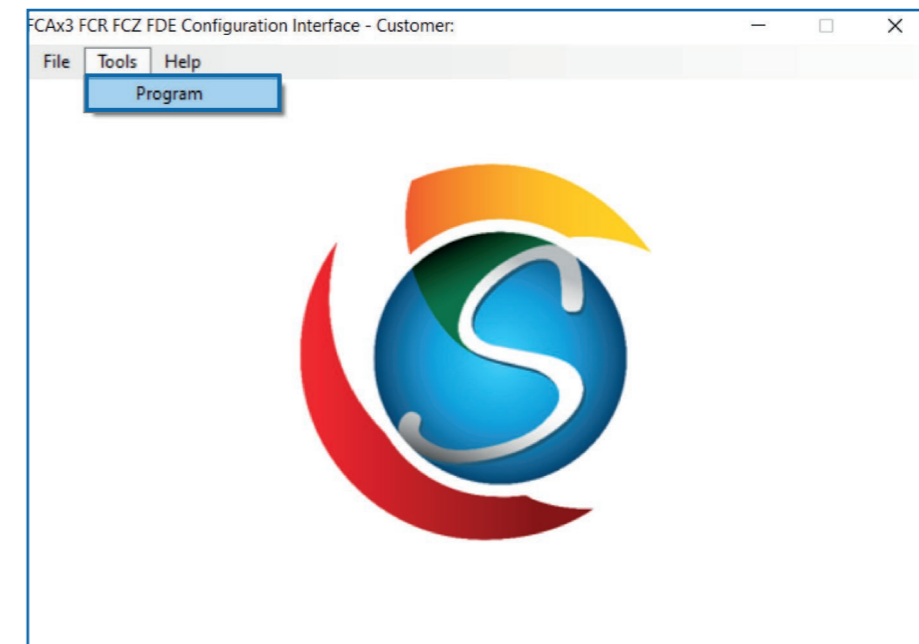 FCAx3 FCR FCZ FDE Configuration Interface - Customer:
File Tools Help
Program
S